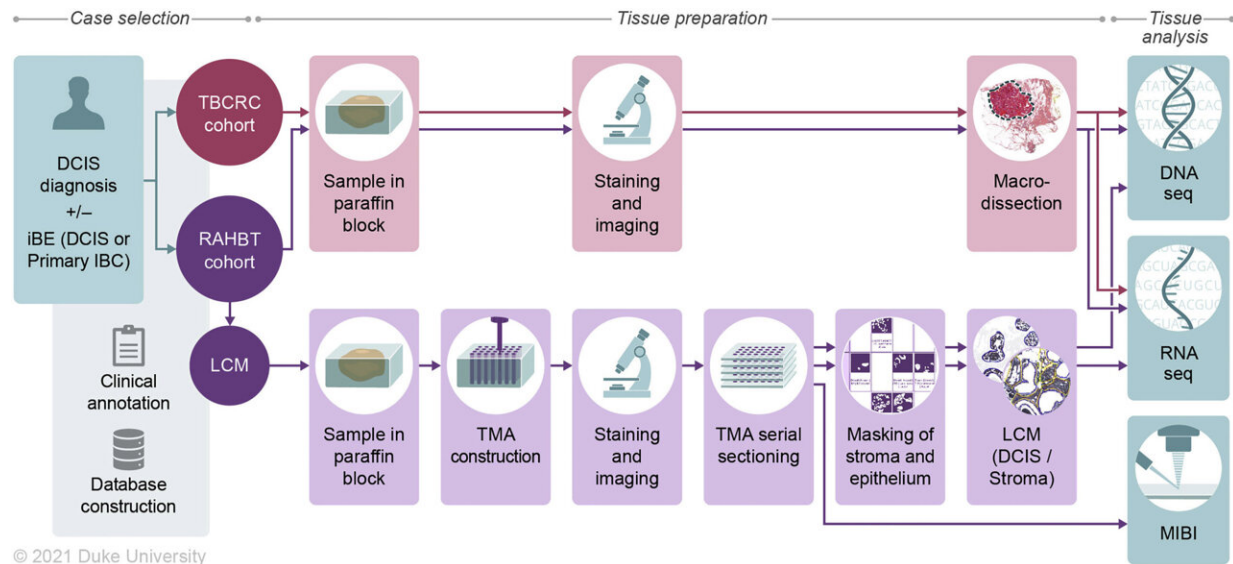 Case selection
Tissue preparation
Tissue
analysis
DCIS
diagnosis
+/–
iBE (DCIS or
Primary IBC)
TBCRC
cohort
RAHBT
cohort
LCM
Clinical
annotation
Database
construction
Sample in
paraffin
block
Staining
and
imaging
Macro-
dissection
DNA
seq
RNA
seq
Sample in
paraffin
block
TMA
construction
Staining
and
imaging
TMA serial
sectioning
Masking of
stroma and
epithelium
LCM
(DCIS /
Stroma)
MIBI
© 2021 Duke University